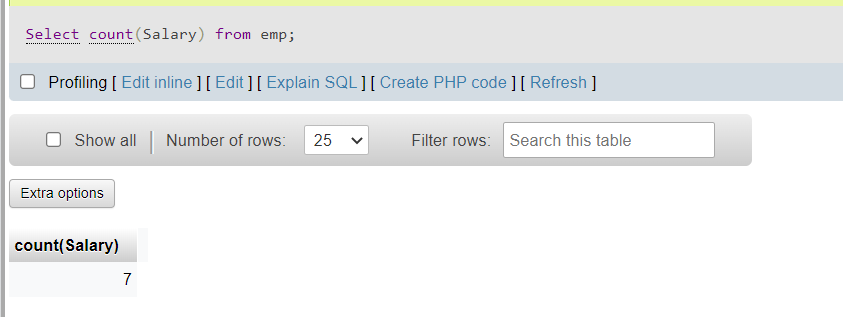 Select count(Salary) from emp;
Profiling [ Edit inline ] [ Edit ] [ Explain SQL ] [ Create PHP code ] [ Refresh ]
Show all Number of rows: 25 Filter rows: Search this table
Extra options
count(Salary)
7